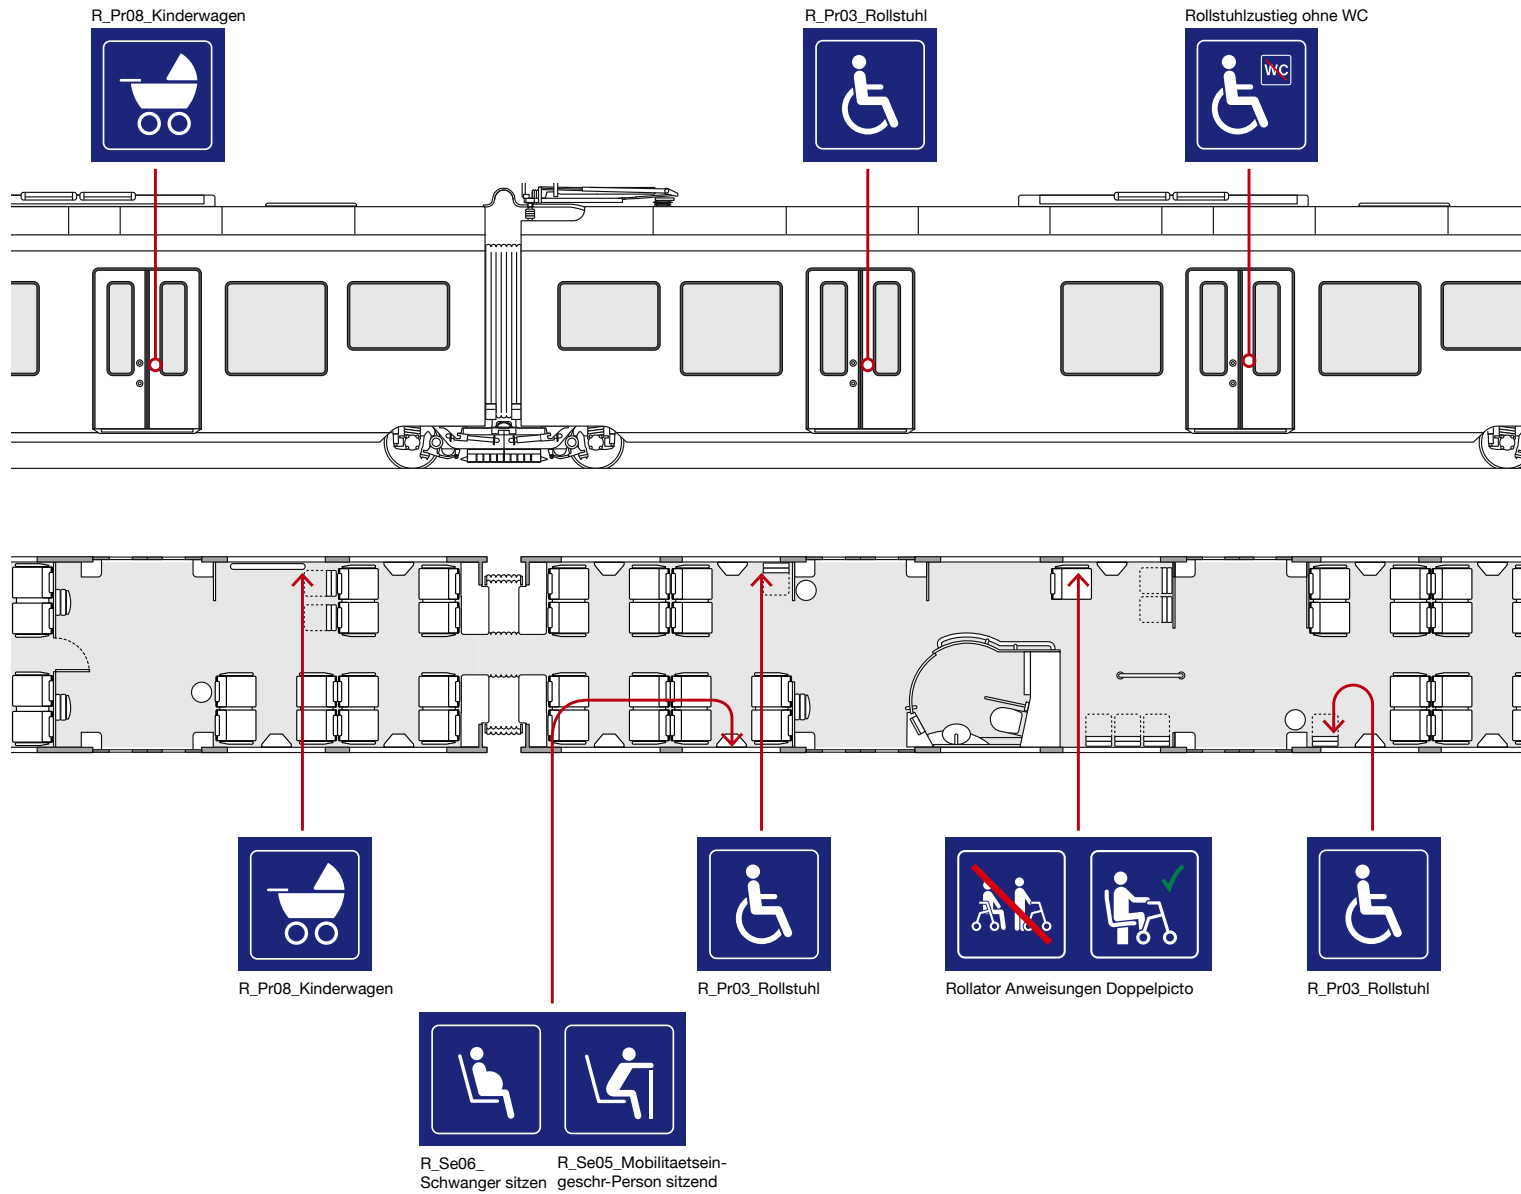 R_Pr08_Kinderwagen
R_Pr03_Rollstuhl
Rollstuhlzustieg ohne WC
WC
R_Pr08_Kinderwagen
R_Pr03_Rollstuhl
Rollator Anweisungen Doppelpicto
R_Pr03_Rollstuhl
R_Se06_
Schwanger sitzen
R_Se05_Mobilitaetsein-
geschr-Person sitzend